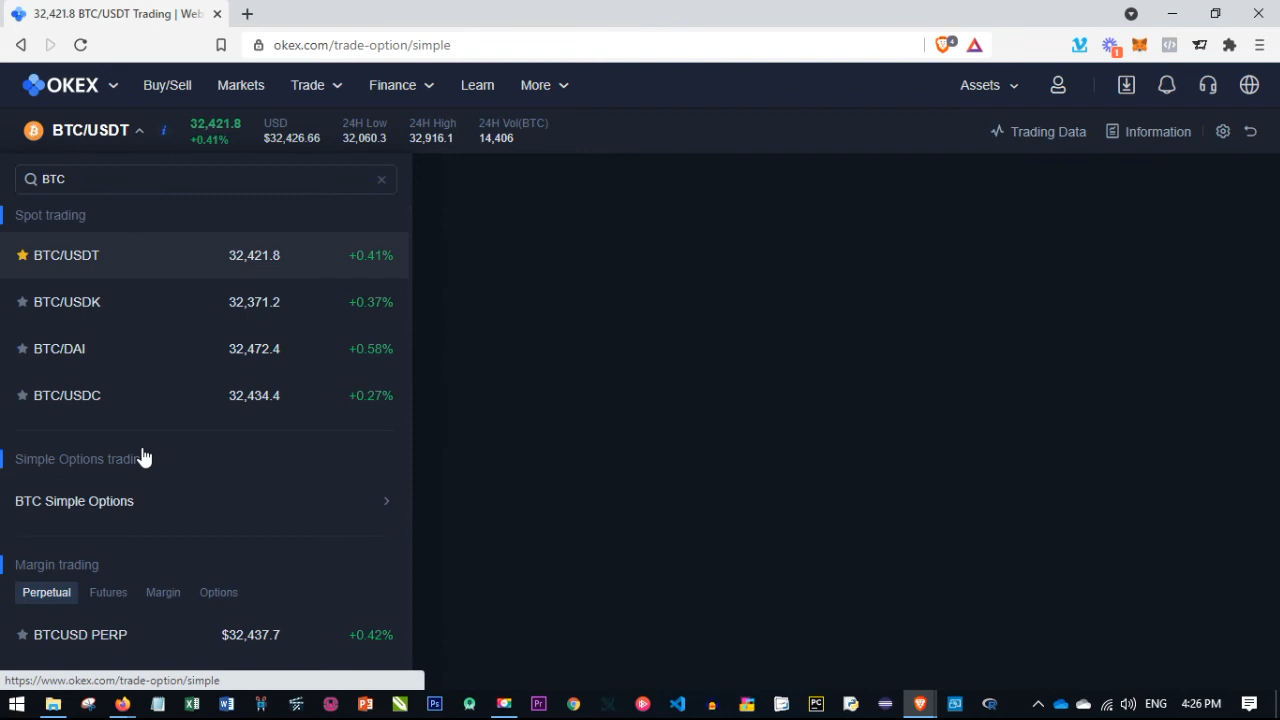 32,421.8 BTC/USDT Trading | Web
okex.com/trade-option/simple
4
1
OKEX
Buy/Sell
Markets
Trade
Finance
Learn
More
Assets
BTC/USDT
32,421.8
+0.41%
USD
$32,426.66
24H Low
32,060.3
24H High
32,916.1
24H Vol(BTC)
14,406
Trading Data
Information
BTC
Spot trading
BTC/USDT 32,421.8 +0.41%
BTC/USDK 32,371.2 +0.37%
BTC/DAI 32,472.4 +0.58%
BTC/USDC 32,434.4 +0.27%
Simple Options trading
BTC Simple Options
Margin trading
Perpetual Futures Margin Options
BTCUSD PERP $32,437.7 +0.42%
https://www.okex.com/trade-option/simple
ENG
4:26 PM